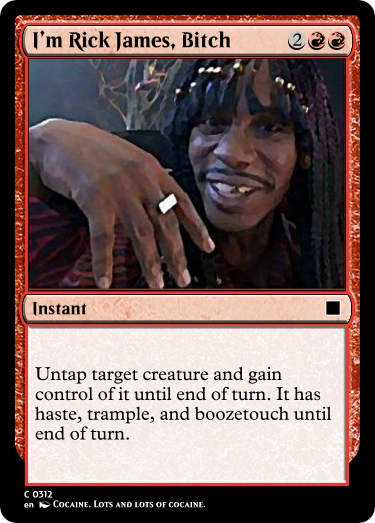 I'm Rick James, Bitch 2
Instant
Untap target creature and gain
control of it until end of turn. It has
haste, trample, and boozetouch until
end of turn.
C 0312
en Cocaine. Lots and lots of cocaine.